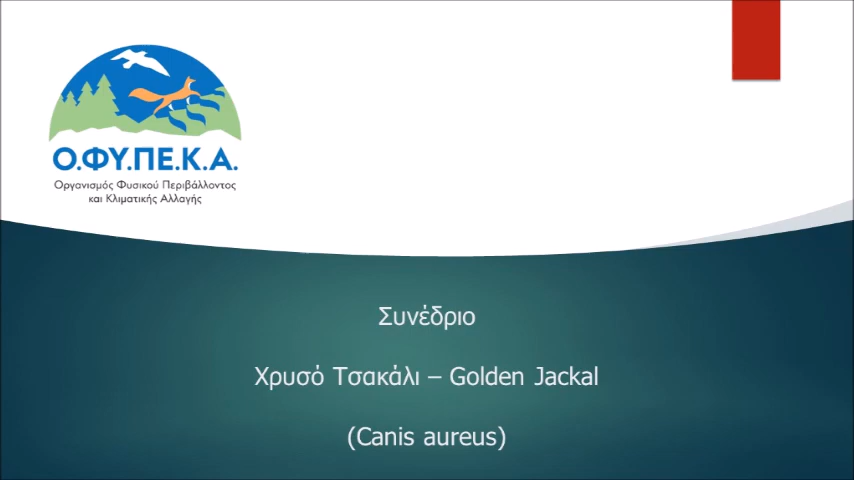 Ο.ΦΥ.ΠΕ.Κ.Α.
Οργανισμός Φυσικού Περιβάλλοντος
και Κλιματικής Αλλαγής
Συνέδριο
Χρυσό Τσακάλι – Golden Jackal
(Canis aureus)